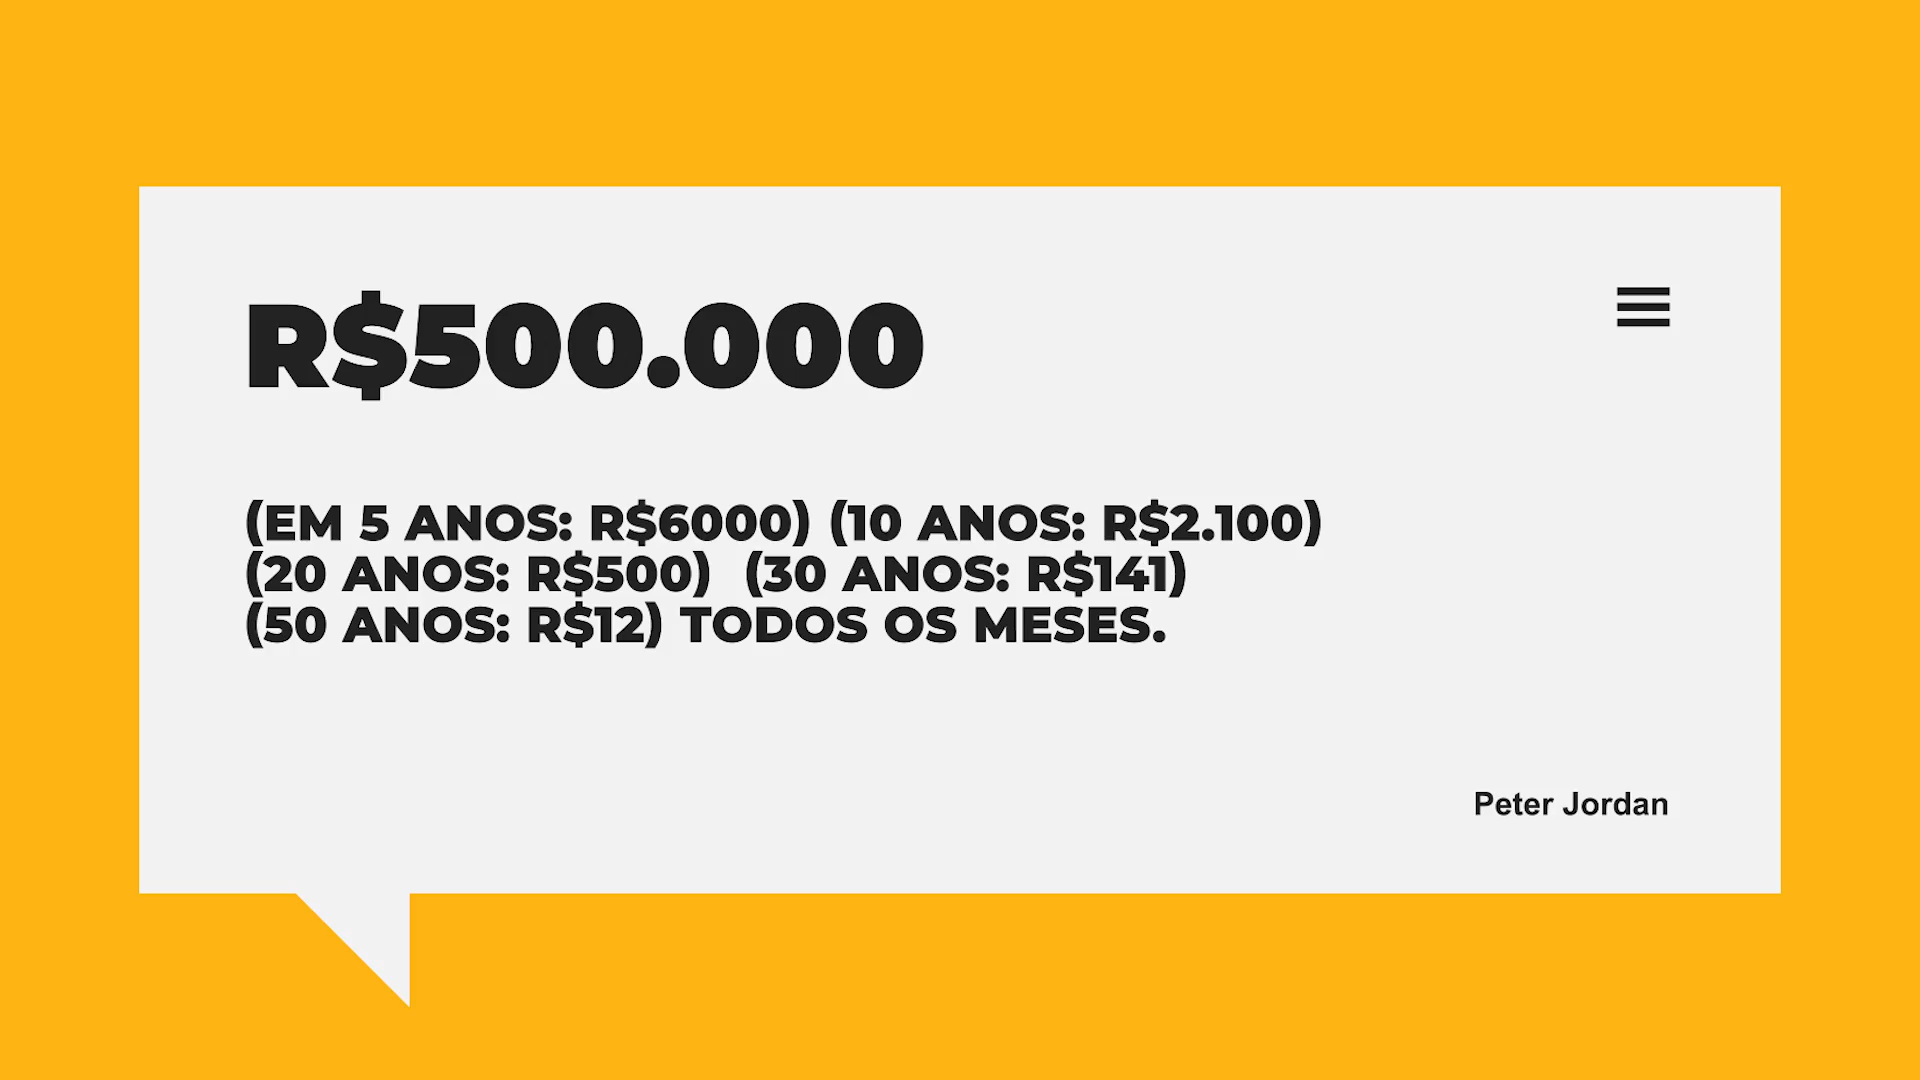 R$500.000
(EM 5 ANOS: R$6000) (10 ANOS: R$2.100)
(20 ANOS: R$500) (30 ANOS: R$141)
(50 ANOS: R$12) TODOS OS MESES.
Peter Jordan